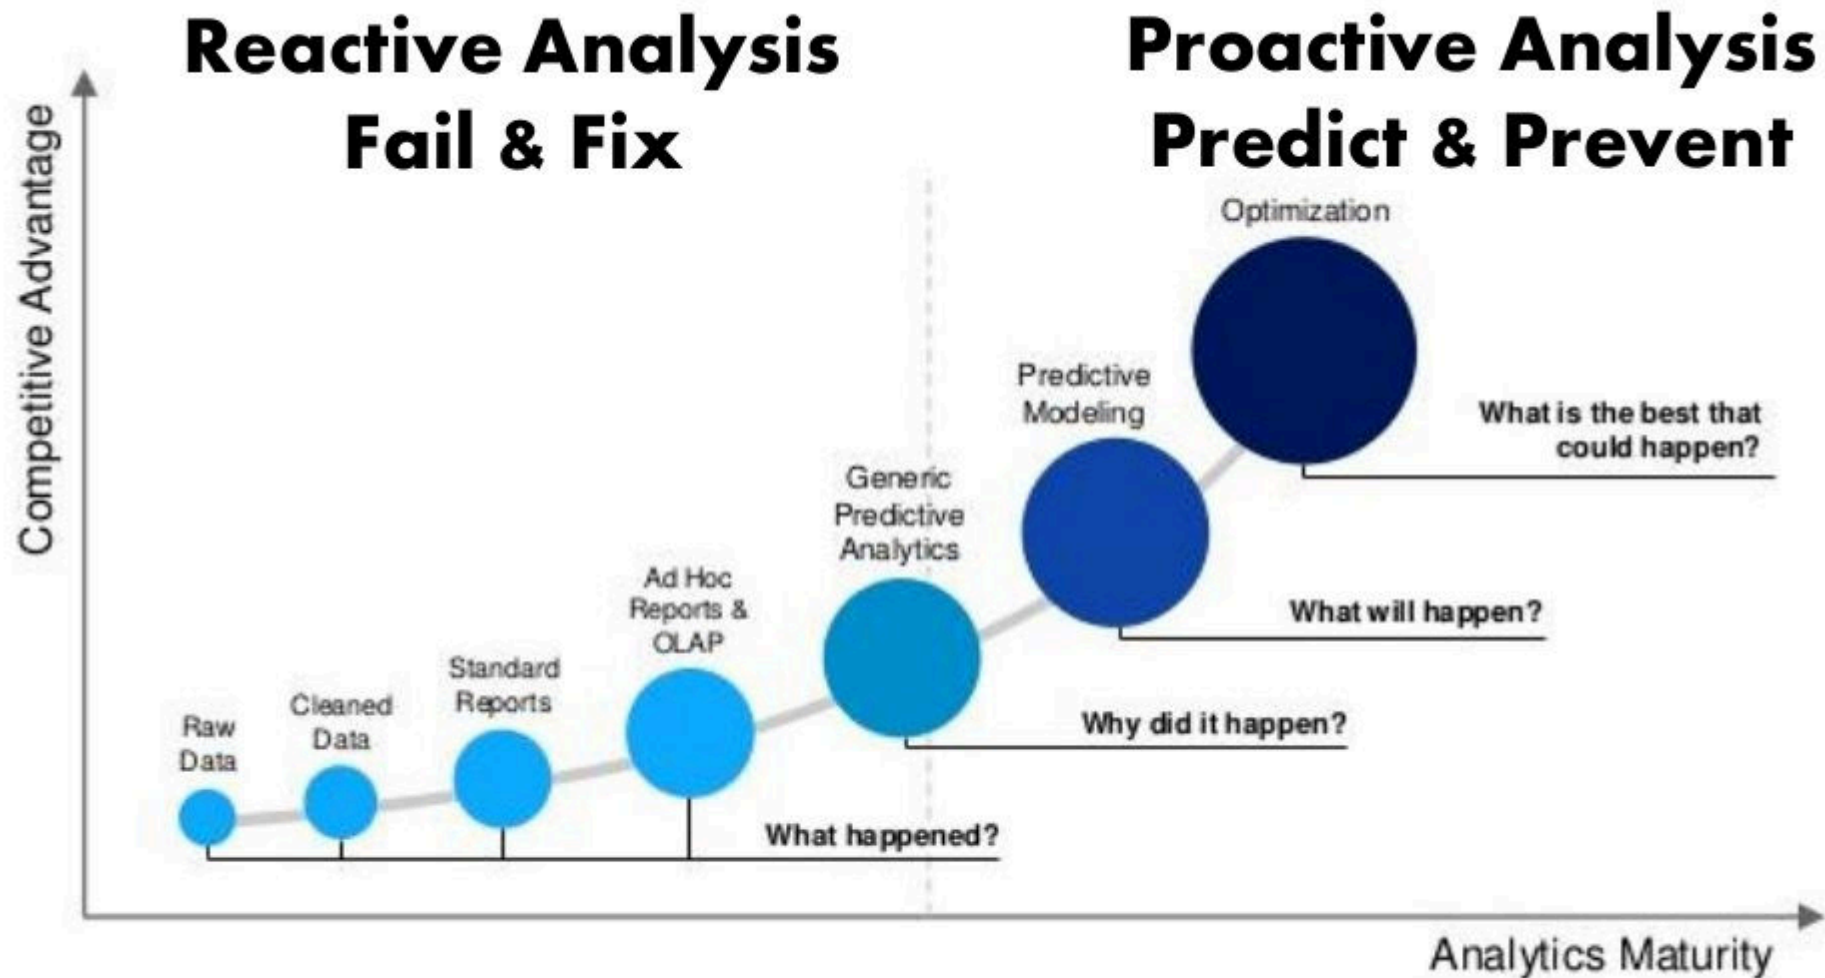 Reactive Analysis
Fail & Fix
Proactive Analysis
Predict & Prevent
Competitive Advantage
Raw
Data
Cleaned
Data
Standard
Reports
Ad Hoc
Reports &
OLAP
Generic
Predictive
Analytics
Predictive
Modeling
Optimization
What happened?
Why did it happen?
What will happen?
What is the best that
could happen?
Analytics Maturity